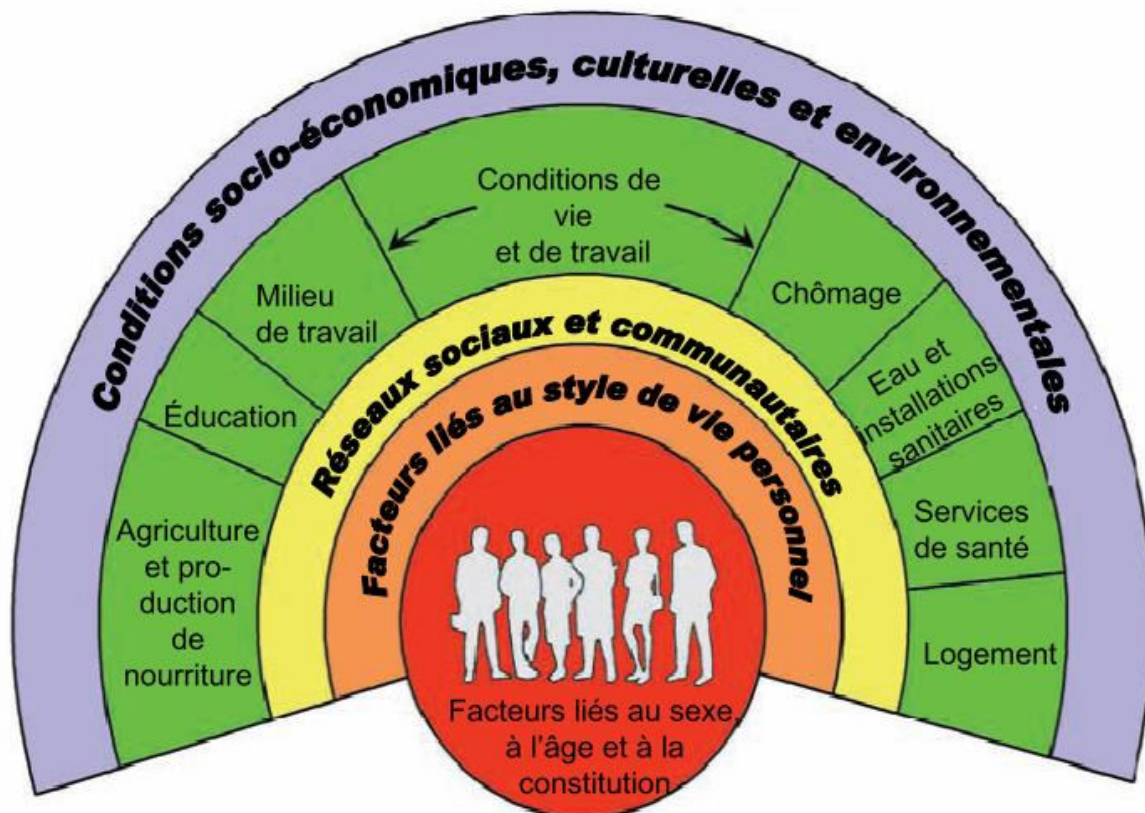 Conditions socio-économiques, culturelles et environnementales
Conditions de
vie
et de travail
Milieu
de travail
Chômage
Éducation
Eau et
installations
sanitaires
Agriculture
et pro-
duction
de
nourriture
Services
de santé
Logement
Réseaux sociaux et communautaires
Facteurs liés au style de vie personnel
Facteurs liés au sexe,
à l'âge et à la
constitution